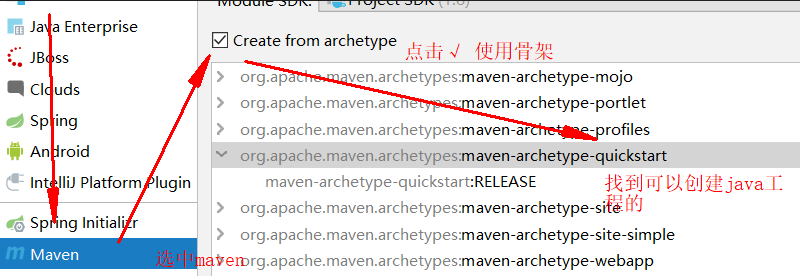 Module SDK: Project SDK (1.8)
Java Enterprise
JBoss
Clouds
Spring
Android
IntelliJ Platform Plugin
Spring Initializr
Maven
选中maven
Create from archetype
点击√ 使用骨架
org.apache.maven.archetypes:maven-archetype-mojo
org.apache.maven.archetypes:maven-archetype-portlet
org.apache.maven.archetypes:maven-archetype-profiles
org.apache.maven.archetypes:maven-archetype-quickstart
maven-archetype-quickstart:RELEASE
找到可以创建java工
程的
org.apache.maven.archetypes:maven-archetype-site
org.apache.maven.archetypes:maven-archetype-site-simple
org.apache.maven.archetypes:maven-archetype-webapp